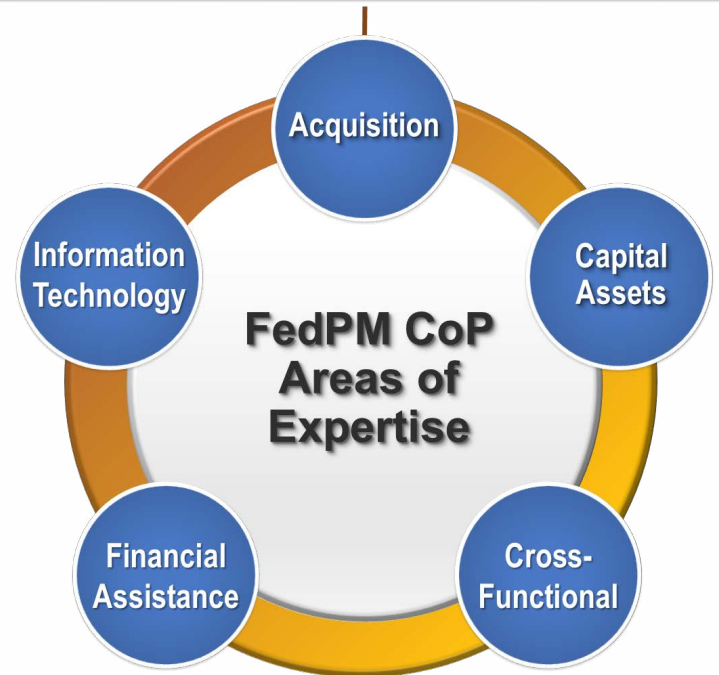 Acquisition
Information
Technology
Capital
Assets
FedPM CoP
Areas of
Expertise
Financial
Assistance
Cross-
Functional